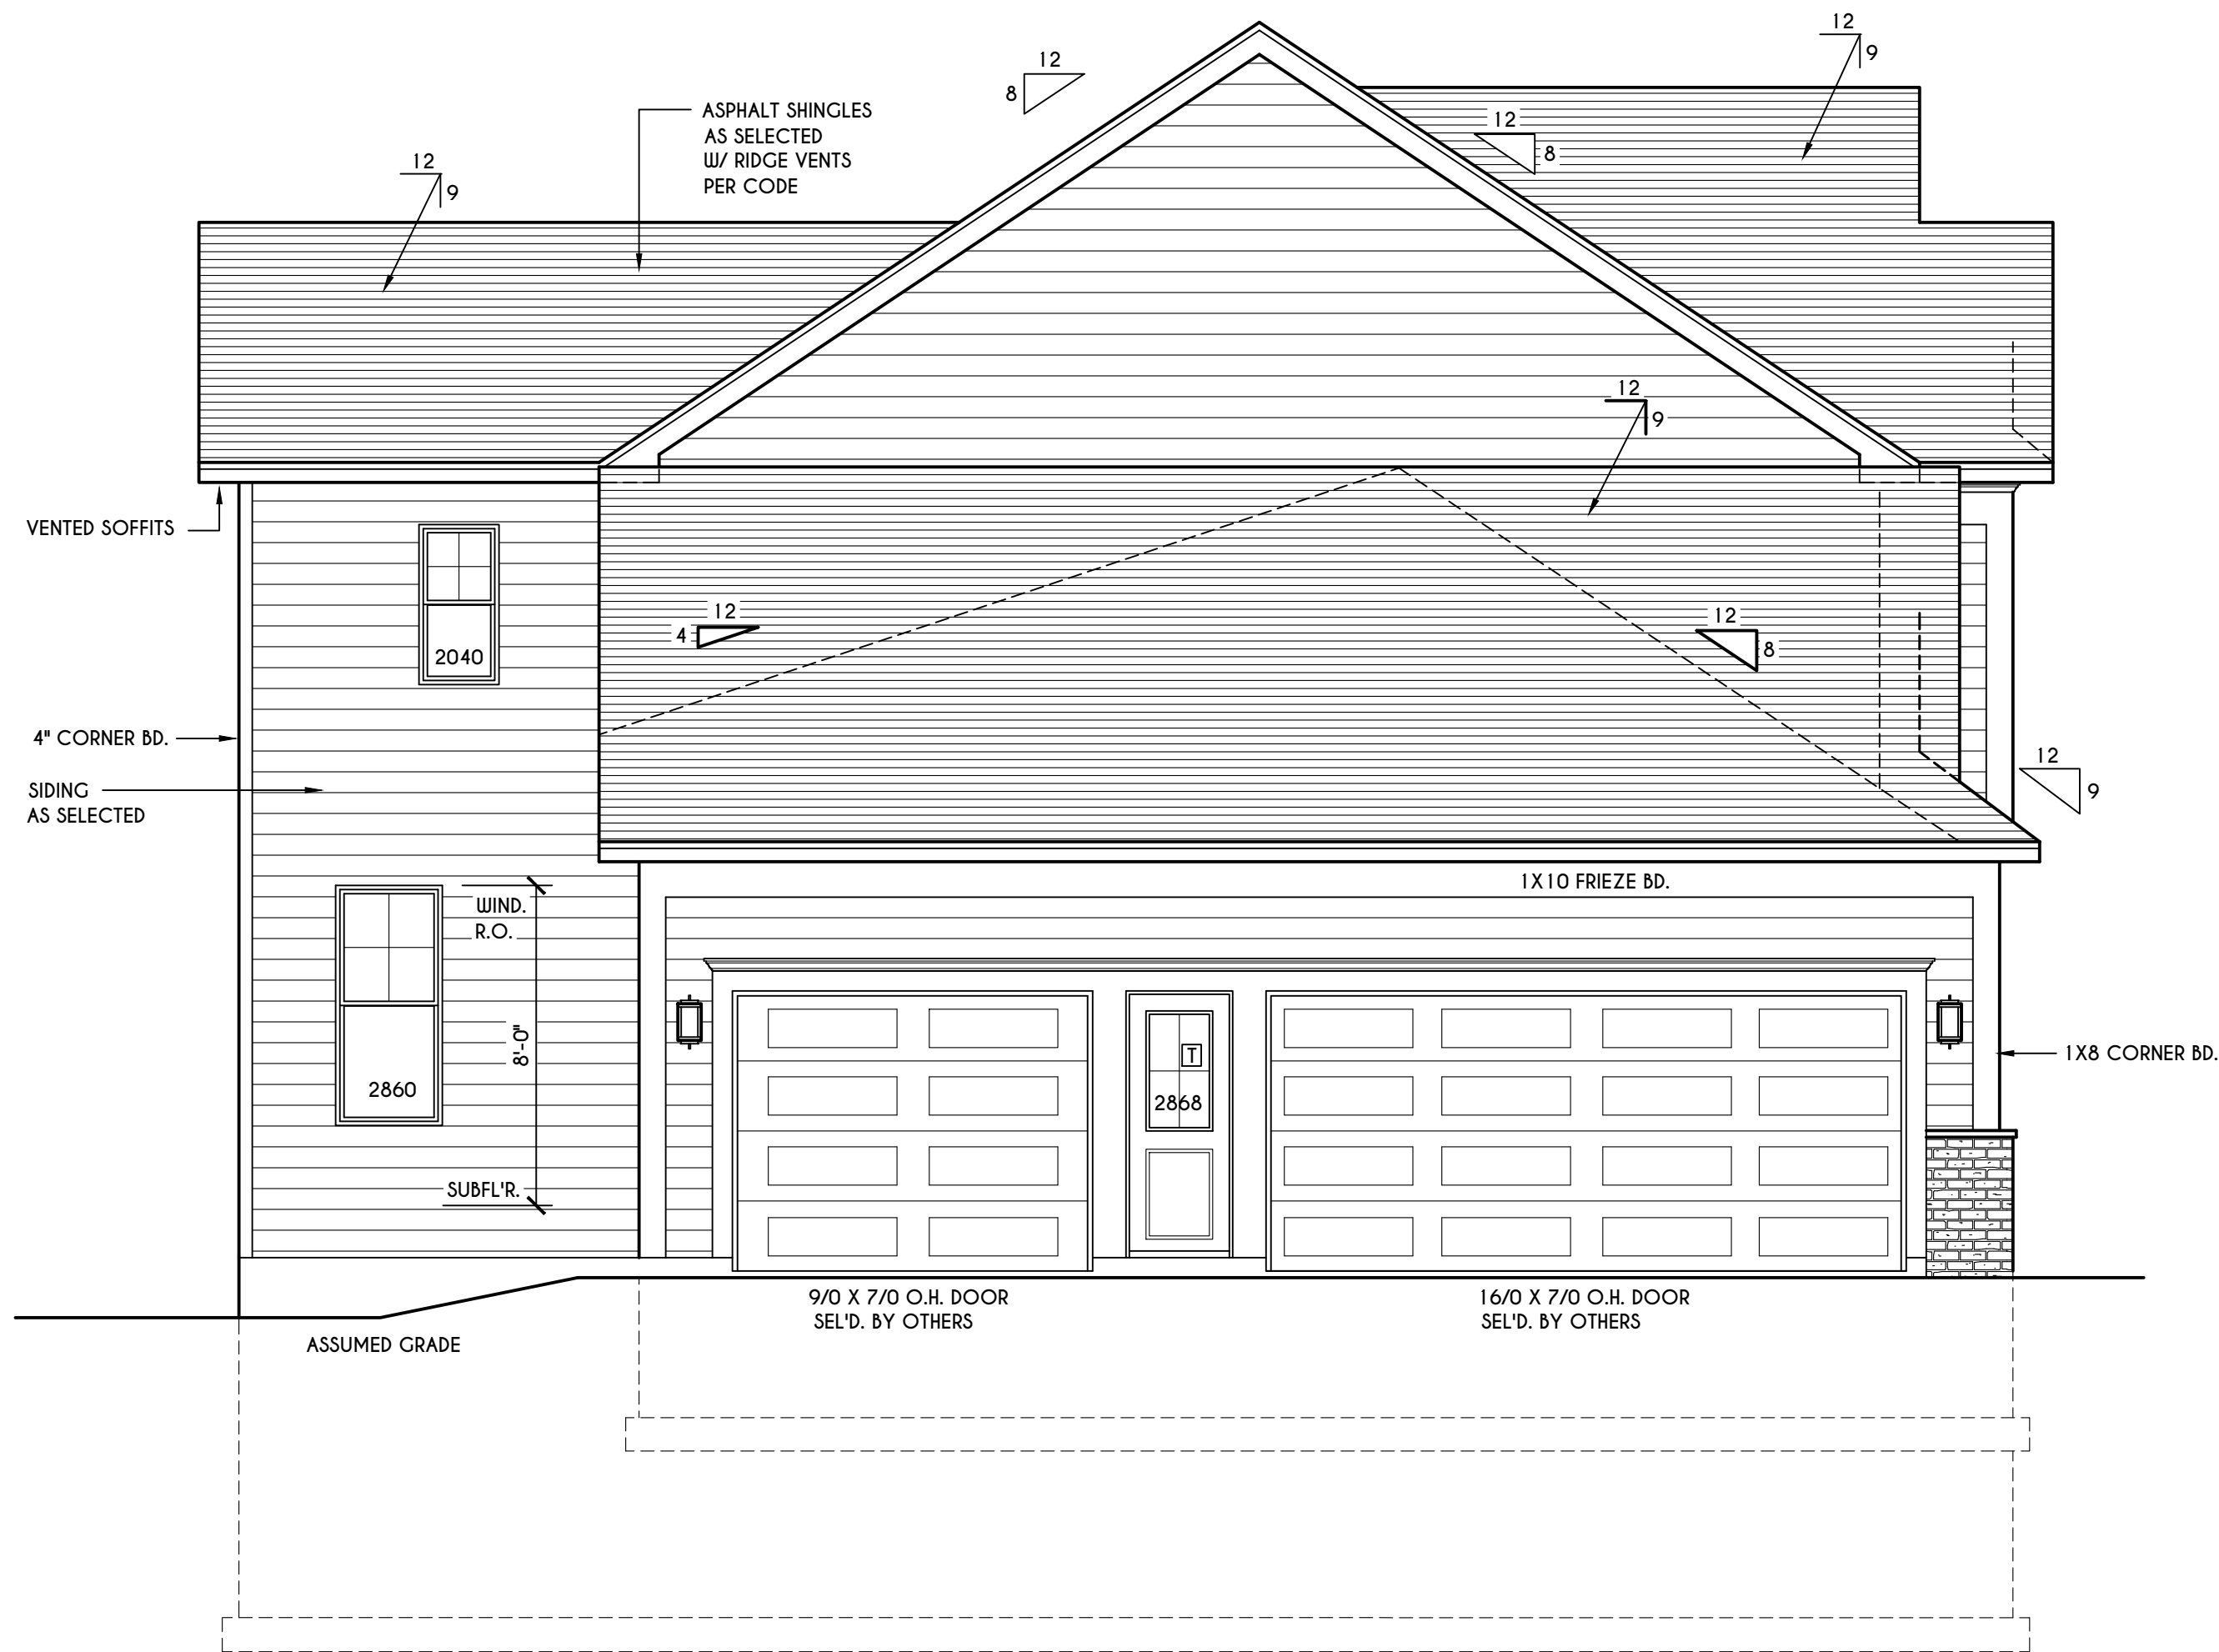 12
9
12
8
12
9
ASPHALT SHINGLES
AS SELECTED
W/ RIDGE VENTS
PER CODE
12
8
12
9
VENTED SOFFITS
2040
12
4
12
8
4" CORNER BD.
12
9
SIDING
AS SELECTED
1X10 FRIEZE BD.
WIND.
R.O.
8'-0"
T
1X8 CORNER BD.
2860
2868
SUBFL'R.
9/0 X 7/0 O.H. DOOR
SEL'D. BY OTHERS
16/0 X 7/0 O.H. DOOR
SEL'D. BY OTHERS
ASSUMED GRADE